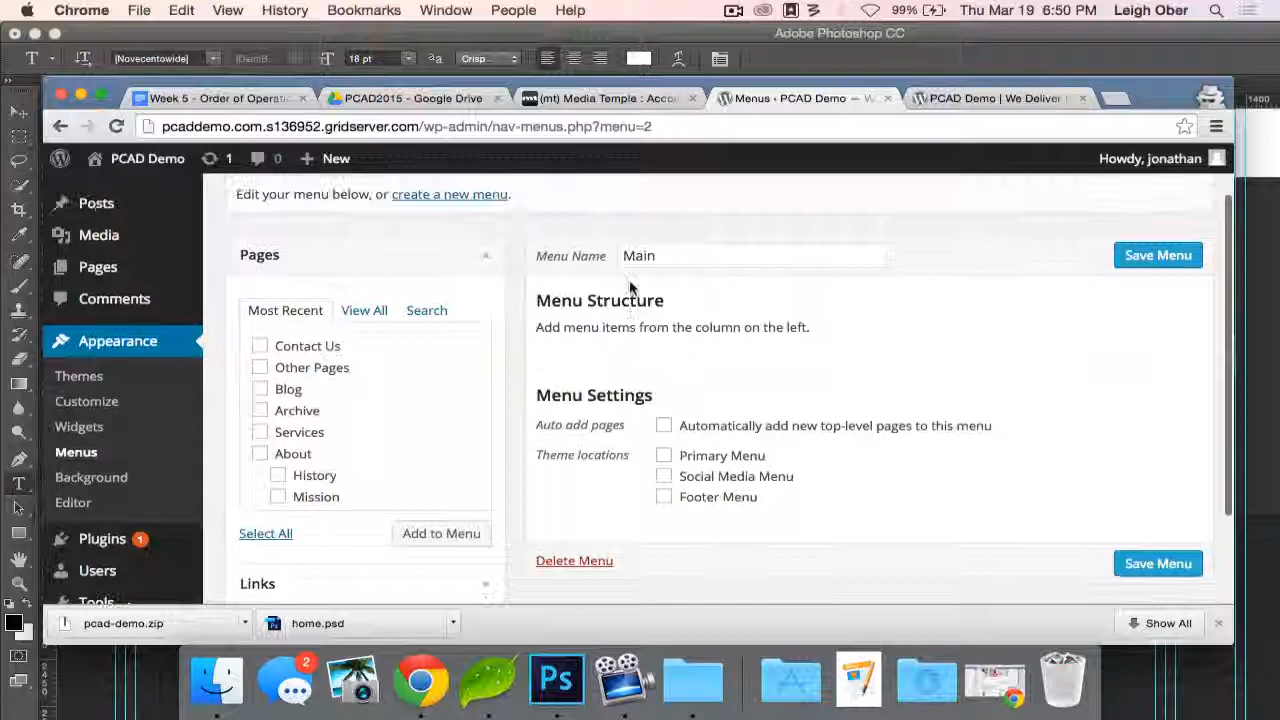 History File Edit View History Bookmarks Window People Help 99% Thu Mar 19 6:50 PM Leigh Ober
Adobe Photoshop CC
T [Novecentowide] 18 pt Crisp
Week 5 - Order of Operati PCAD2015 - Google Drive (mt) Media Temple : Accou Menus ‹ PCAD Demo — W PCAD Demo | We Deliver
1400
pcaddemo.com.s136952.gridserver.com/wp-admin/nav-menus.php?menu=2
PCAD Demo 1 0 New Howdy, jonathan
Edit your menu below, or create a new menu.
Posts
Media
Pages
Comments
Appearance
Themes
Customize
Widgets
Menus
Background
Editor
Plugins 1
Users
Tools
Pages
Most Recent View All Search
Contact Us
Other Pages
Blog
Archive
Services
About
History
Mission
Select All Add to Menu
Links
Menu Name Main Save Menu
Menu Structure
Add menu items from the column on the left.
Menu Settings
Auto add pages Automatically add new top-level pages to this menu
Theme locations Primary Menu
Social Media Menu
Footer Menu
Delete Menu Save Menu
pcad-demo.zip home.psd Show All
2
Ps